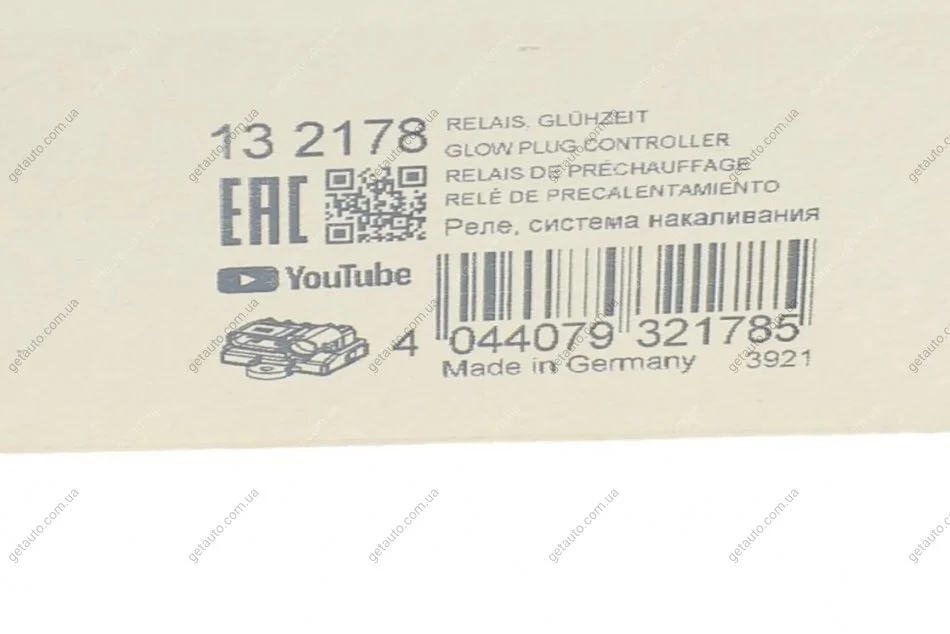 13 2178
RELAIS, GLÜHZEIT
GLOW PLUG CONTROLLER
RELAIS DE PRÉCHAUFFAGE
RELÉ DE PRECALENTAMIENTO
Реле, система накаливания
EAC
YouTube
4 044079 321785
Made in Germany 3921
getauto.com.ua